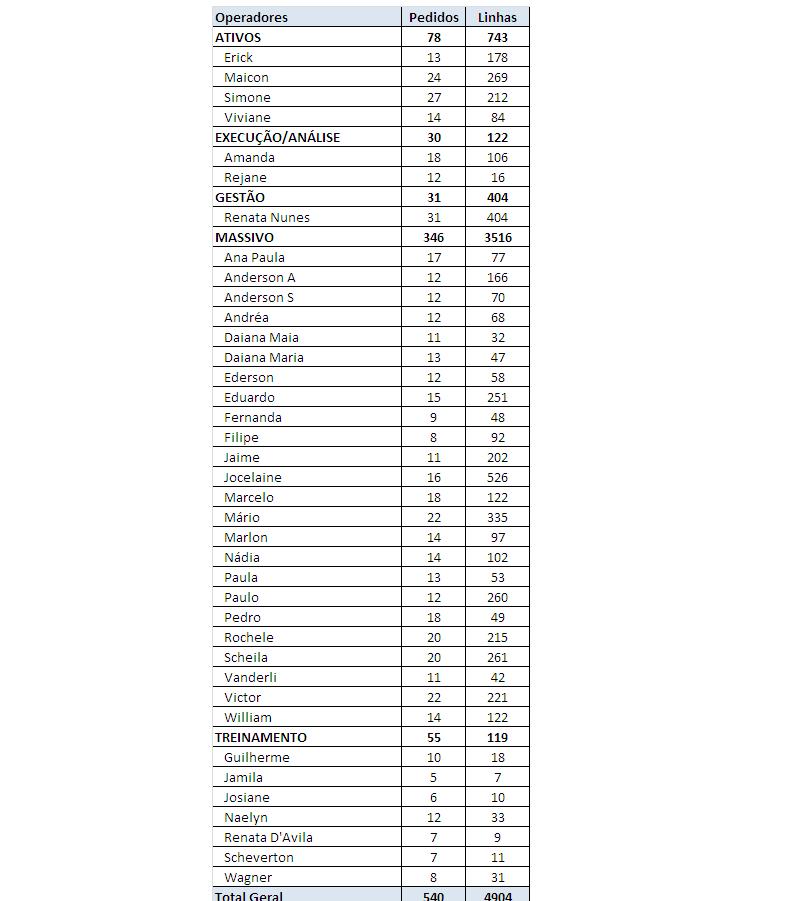 Operadores Pedidos Linhas
ATIVOS 78 743
Erick 13 178
Maicon 24 269
Simone 27 212
Viviane 14 84
EXECUÇÃO/ANÁLISE 30 122
Amanda 18 106
Rejane 12 16
GESTÃO 31 404
Renata Nunes 31 404
MASSIVO 346 3516
Ana Paula 17 77
Anderson A 12 166
Anderson S 12 70
Andréa 12 68
Daiana Maia 11 32
Daiana Maria 13 47
Ederson 12 58
Eduardo 15 251
Fernanda 9 48
Filipe 8 92
Jaime 11 202
Jocelaine 16 526
Marcelo 18 122
Mário 22 335
Marlon 14 97
Nádia 14 102
Paula 13 53
Paulo 12 260
Pedro 18 49
Rochele 20 215
Scheila 20 261
Vanderli 11 42
Victor 22 221
William 14 122
TREINAMENTO 55 119
Guilherme 10 18
Jamila 5 7
Josiane 6 10
Naelyn 12 33
Renata D'Avila 7 9
Scheverton 7 11
Wagner 8 31
Total Geral 540 4904